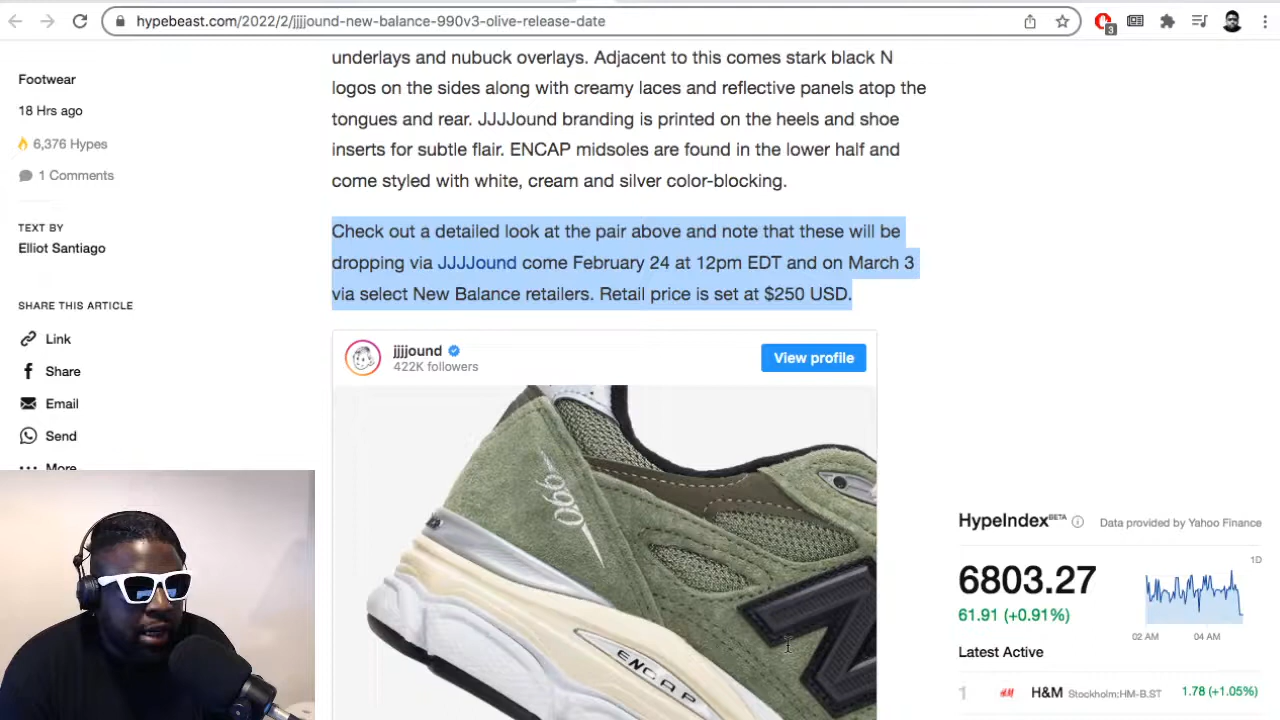 hypebeast.com/2022/2/jjjjound-new-balance-990v3-olive-release-date
3
underlays and nubuck overlays. Adjacent to this comes stark black N
logos on the sides along with creamy laces and reflective panels atop the
tongues and rear. JJJJound branding is printed on the heels and shoe
inserts for subtle flair. ENCAP midsoles are found in the lower half and
come styled with white, cream and silver color-blocking.
Footwear
18 Hrs ago
6,376 Hypes
1 Comments
TEXT BY
Elliot Santiago
SHARE THIS ARTICLE
Link
Share
Email
Send
More
Check out a detailed look at the pair above and note that these will be
dropping via JJJJound come February 24 at 12pm EDT and on March 3
via select New Balance retailers. Retail price is set at $250 USD.
jjjjound
422K followers
View profile
990
ENCAP
N
HypeIndex BETA
Data provided by Yahoo Finance
6803.27
61.91 (+0.91%)
1D
02 AM 04 AM
Latest Active
1 H&M H&M Stockholm:HM-B.ST 1.78 (+1.05%)